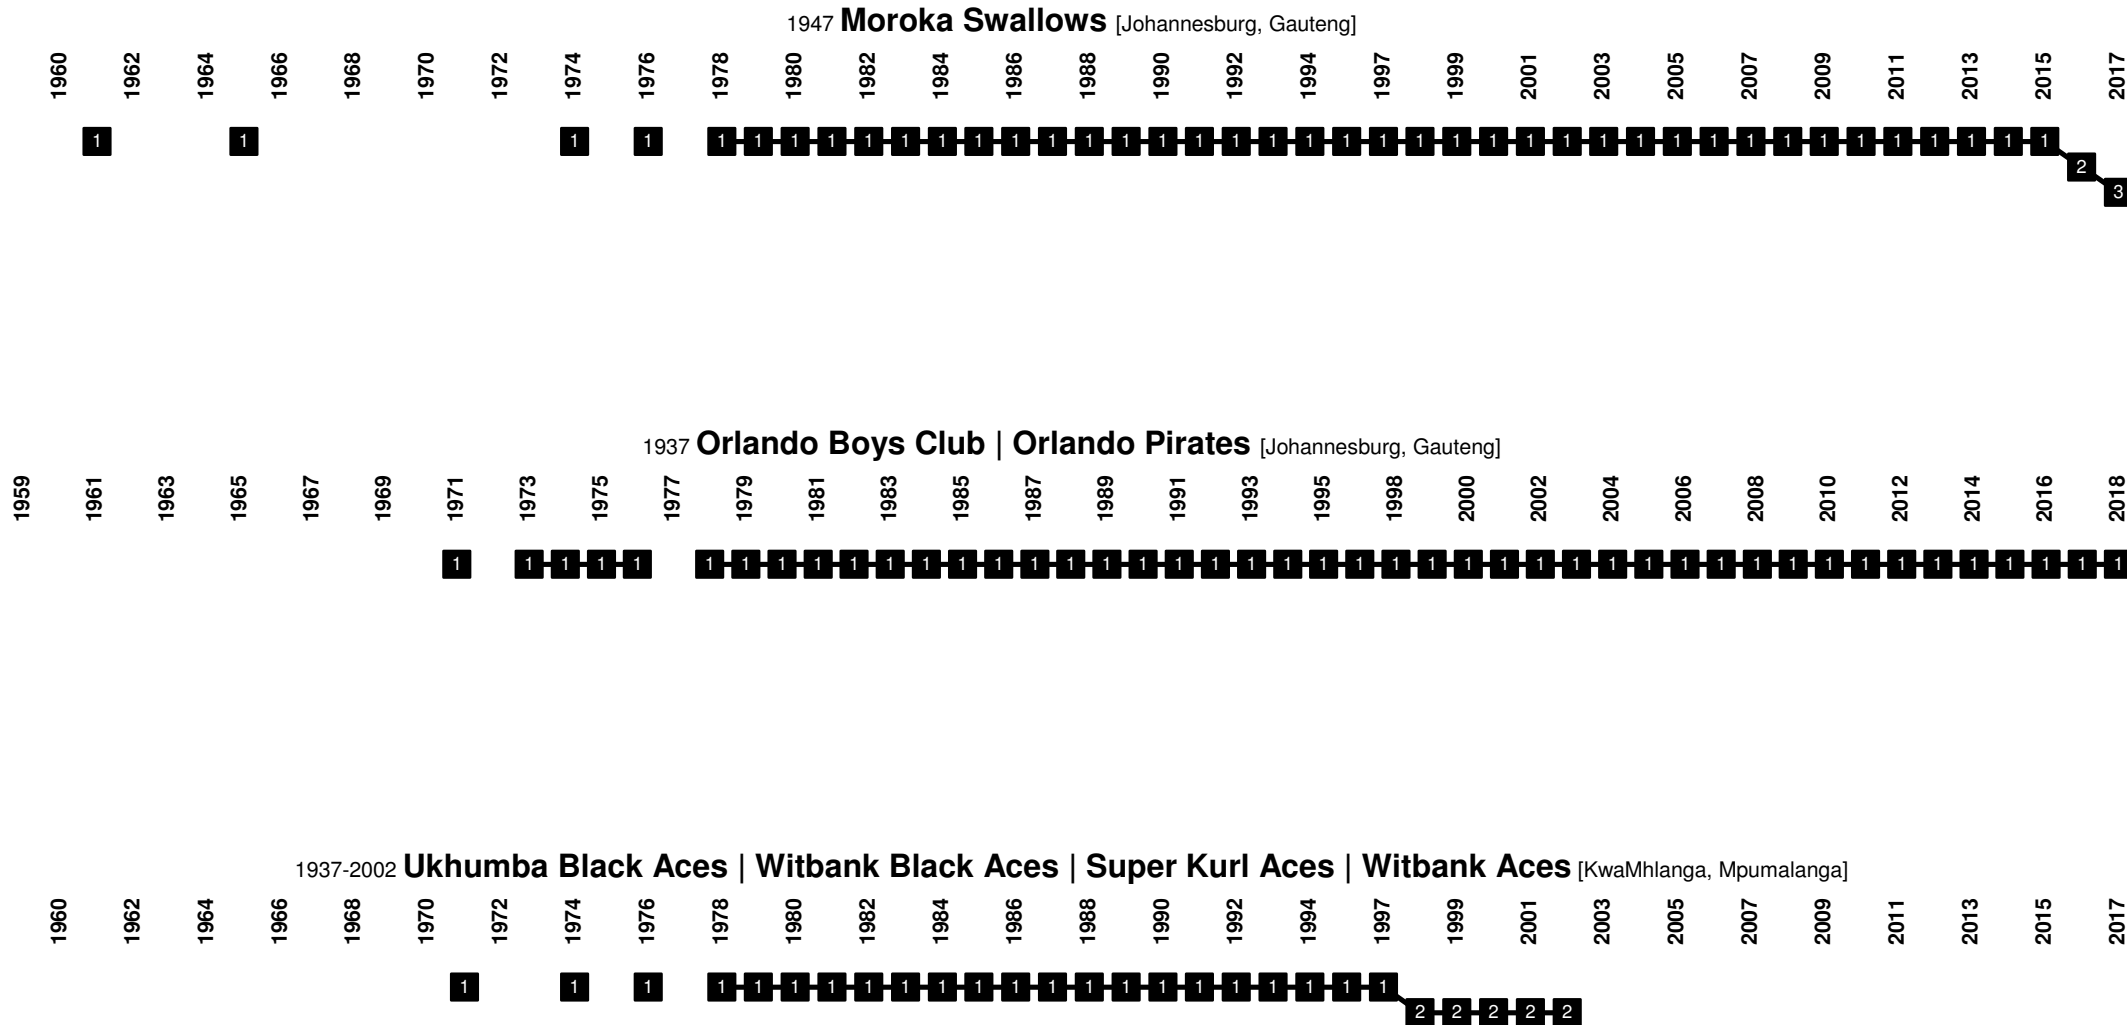 1947 Moroka Swallows [Johannesburg, Gauteng]
1960 1962 1964 1966 1968 1970 1972 1974 1976 1978 1980 1982 1984 1986 1988 1990 1992 1994 1997 1999 2001 2003 2005 2007 2009 2011 2013 2015 2017
1 1 1 1 1 1 1 1 1 1 1 1 1 1 1 1 1 1 1 1 1 1 1 1 1 1 1 1 1 1 1 1 1 1 1 1 1 1 1 1 1
2
3
1937 Orlando Boys Club | Orlando Pirates [Johannesburg, Gauteng]
1959 1961 1963 1965 1967 1969 1971 1973 1975 1977 1979 1981 1983 1985 1987 1989 1991 1993 1995 1998 2000 2002 2004 2006 2008 2010 2012 2014 2016 2018
1 1 1 1 1 1 1 1 1 1 1 1 1 1 1 1 1 1 1 1 1 1 1 1 1 1 1 1 1 1 1 1 1 1 1 1 1 1 1 1 1 1 1 1 1
1937-2002 Ukhumba Black Aces | Witbank Black Aces | Super Kurl Aces | Witbank Aces [KwaMhlanga, Mpumalanga]
1960 1962 1964 1966 1968 1970 1972 1974 1976 1978 1980 1982 1984 1986 1988 1990 1992 1994 1997 1999 2001 2003 2005 2007 2009 2011 2013 2015 2017
1 1 1 1 1 1 1 1 1 1 1 1 1 1 1 1 1 1 1 1 1 1
2 2 2 2 2